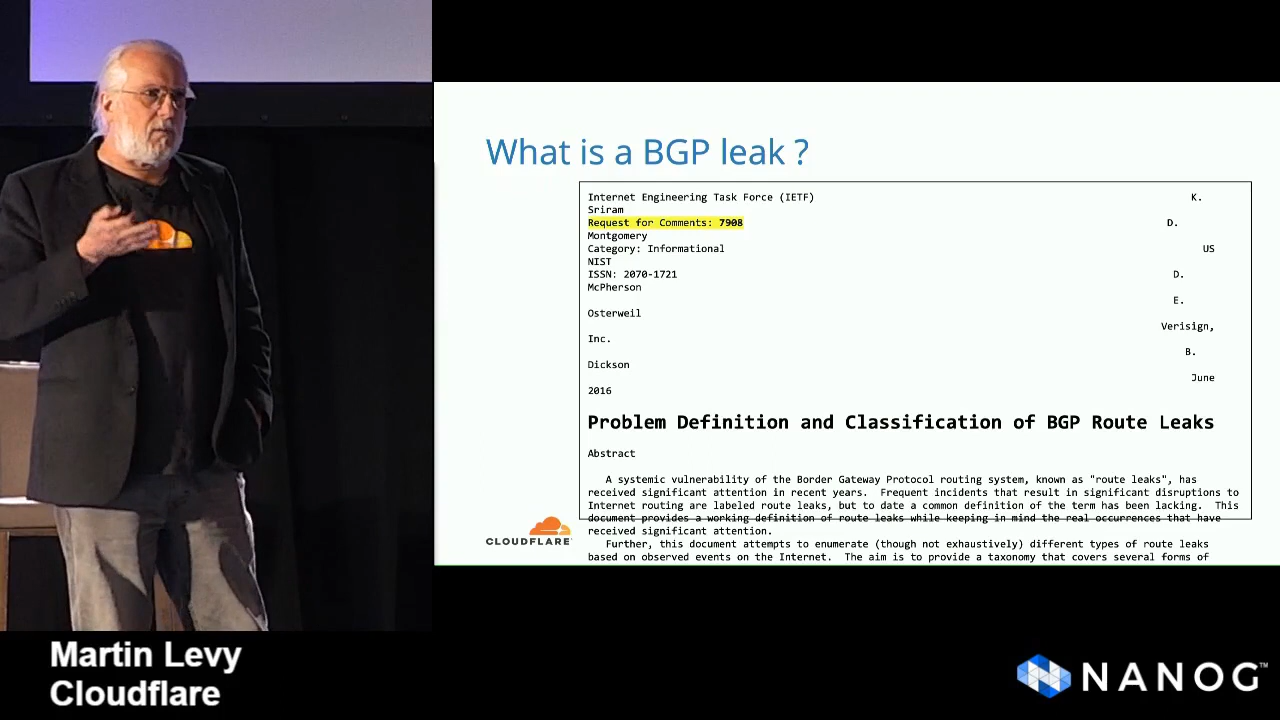 What is a BGP leak ?
Internet Engineering Task Force (IETF) K.
Sriram
Request for Comments: 7908 D.
Montgomery
Category: Informational US
NIST
ISSN: 2070-1721 D.
McPherson
E.
Osterweil
Verisign,
Inc.
B.
Dickson
June
2016
Problem Definition and Classification of BGP Route Leaks
Abstract
A systemic vulnerability of the Border Gateway Protocol routing system, known as "route leaks", has
received significant attention in recent years. Frequent incidents that result in significant disruptions to
Internet routing are labeled route leaks, but to date a common definition of the term has been lacking. This
document provides a working definition of route leaks while keeping in mind the real occurrences that have
received significant attention.
Further, this document attempts to enumerate (though not exhaustively) different types of route leaks
based on observed events on the Internet. The aim is to provide a taxonomy that covers several forms of
CLOUDFLARE
Martin Levy
Cloudflare
NANOG™